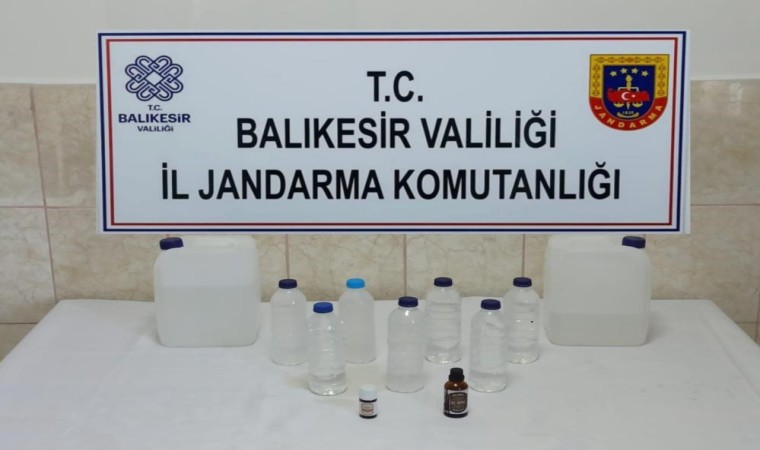 T.C.
BALIKESİR
VALİLİĞİ
T.C.
BALIKESİR VALİLİĞİ
İL JANDARMA KOMUTANLIĞI
JANDARMA